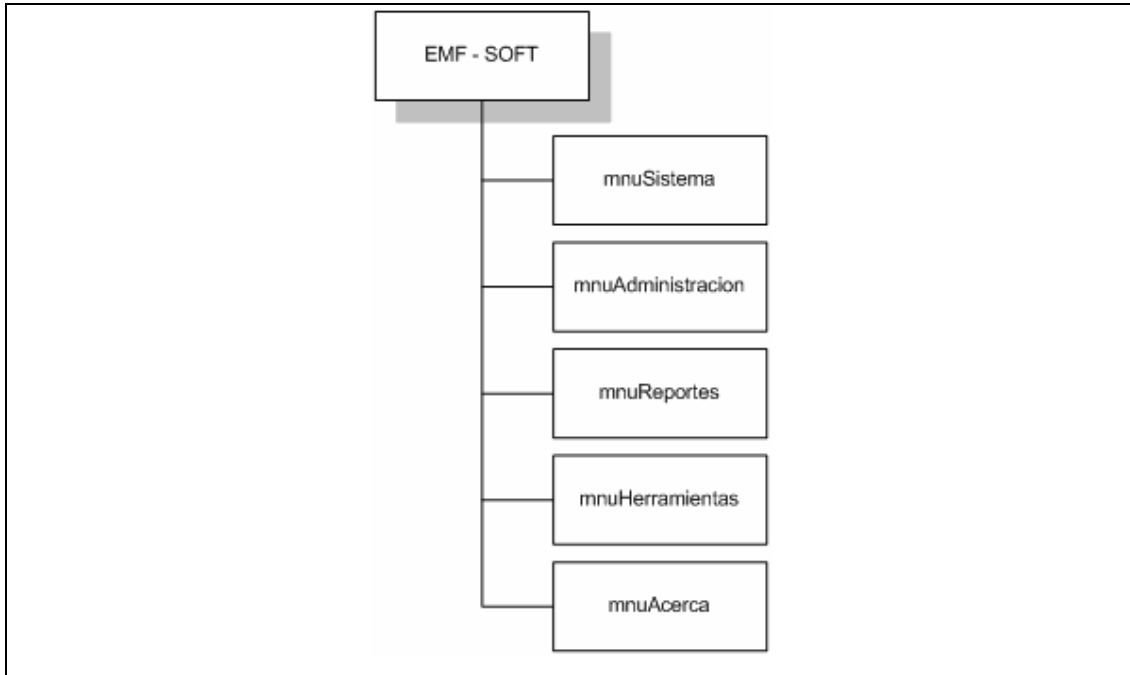 EMF - SOFT
mnuSistema
mnuAdministracion
mnuReportes
mnuHerramientas
mnuAcerca